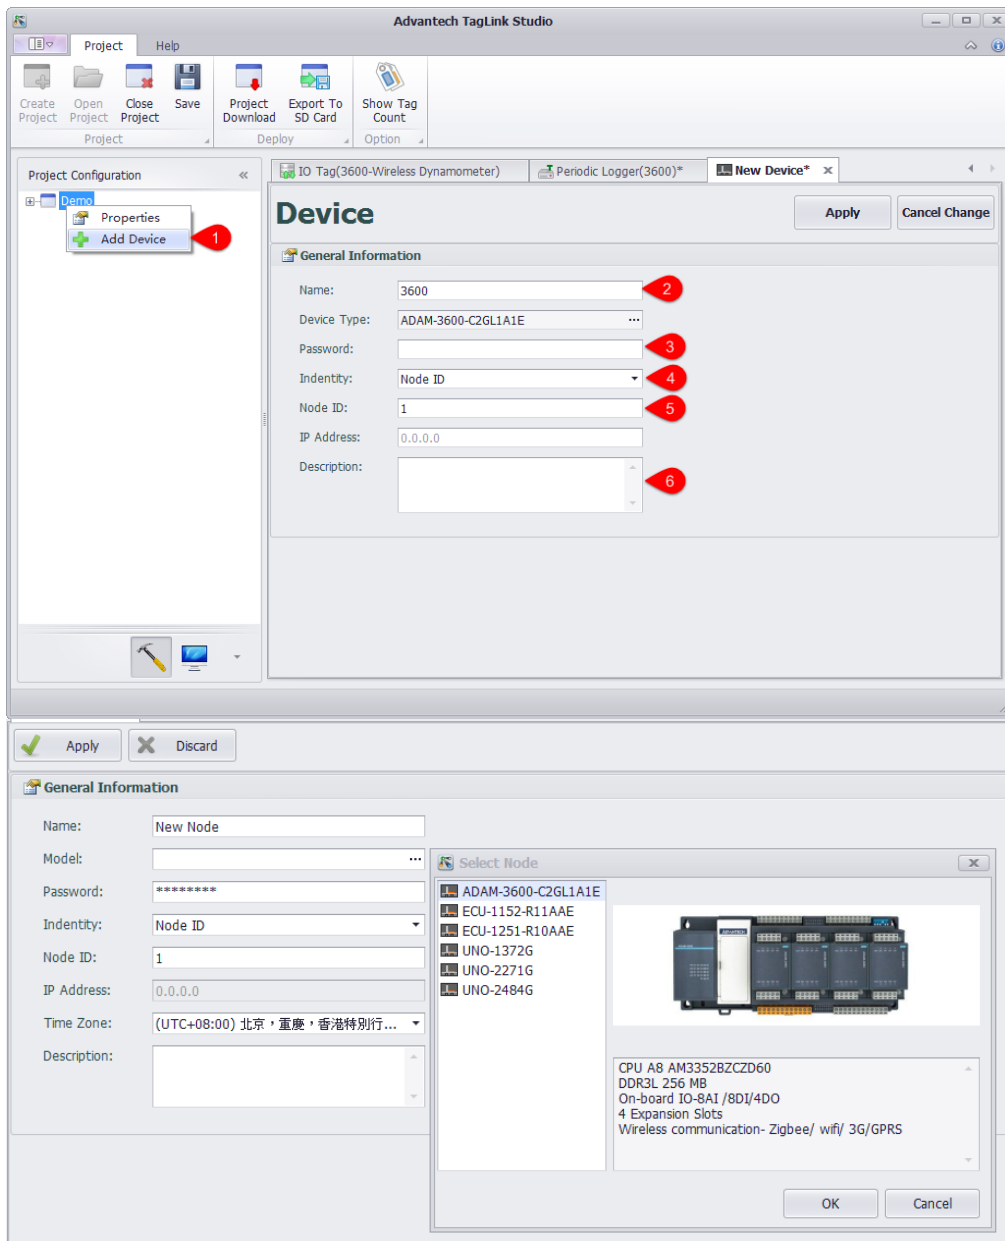 Advantech TagLink Studio
Project Help
Create Project Open Project Close Project Save Project Download Export To SD Card Show Tag Count
Project Deploy Option
Project Configuration «
IO Tag(3600-Wireless Dynamometer) Periodic Logger(3600)* New Device* x
Demo
Properties
Add Device 1
Device Apply Cancel Change
General Information
Name: 3600 2
Device Type: ADAM-3600-C2GL1A1E ...
Password: 3
Indentity: Node ID 4
Node ID: 1 5
IP Address: 0.0.0.0
Description: 6
Apply Discard
General Information
Name: New Node
Model: ...
Password: ********
Indentity: Node ID
Node ID: 1
IP Address: 0.0.0.0
Time Zone: (UTC+08:00) 北京，重慶，香港特別行...
Description:
Select Node x
ADAM-3600-C2GL1A1E
ECU-1152-R11AAE
ECU-1251-R10AAE
UNO-1372G
UNO-2271G
UNO-2484G
CPU A8 AM3352BZCZD60
DDR3L 256 MB
On-board IO-8AI /8DI/4DO
4 Expansion Slots
Wireless communication- Zigbee/ wifi/ 3G/GPRS
OK Cancel